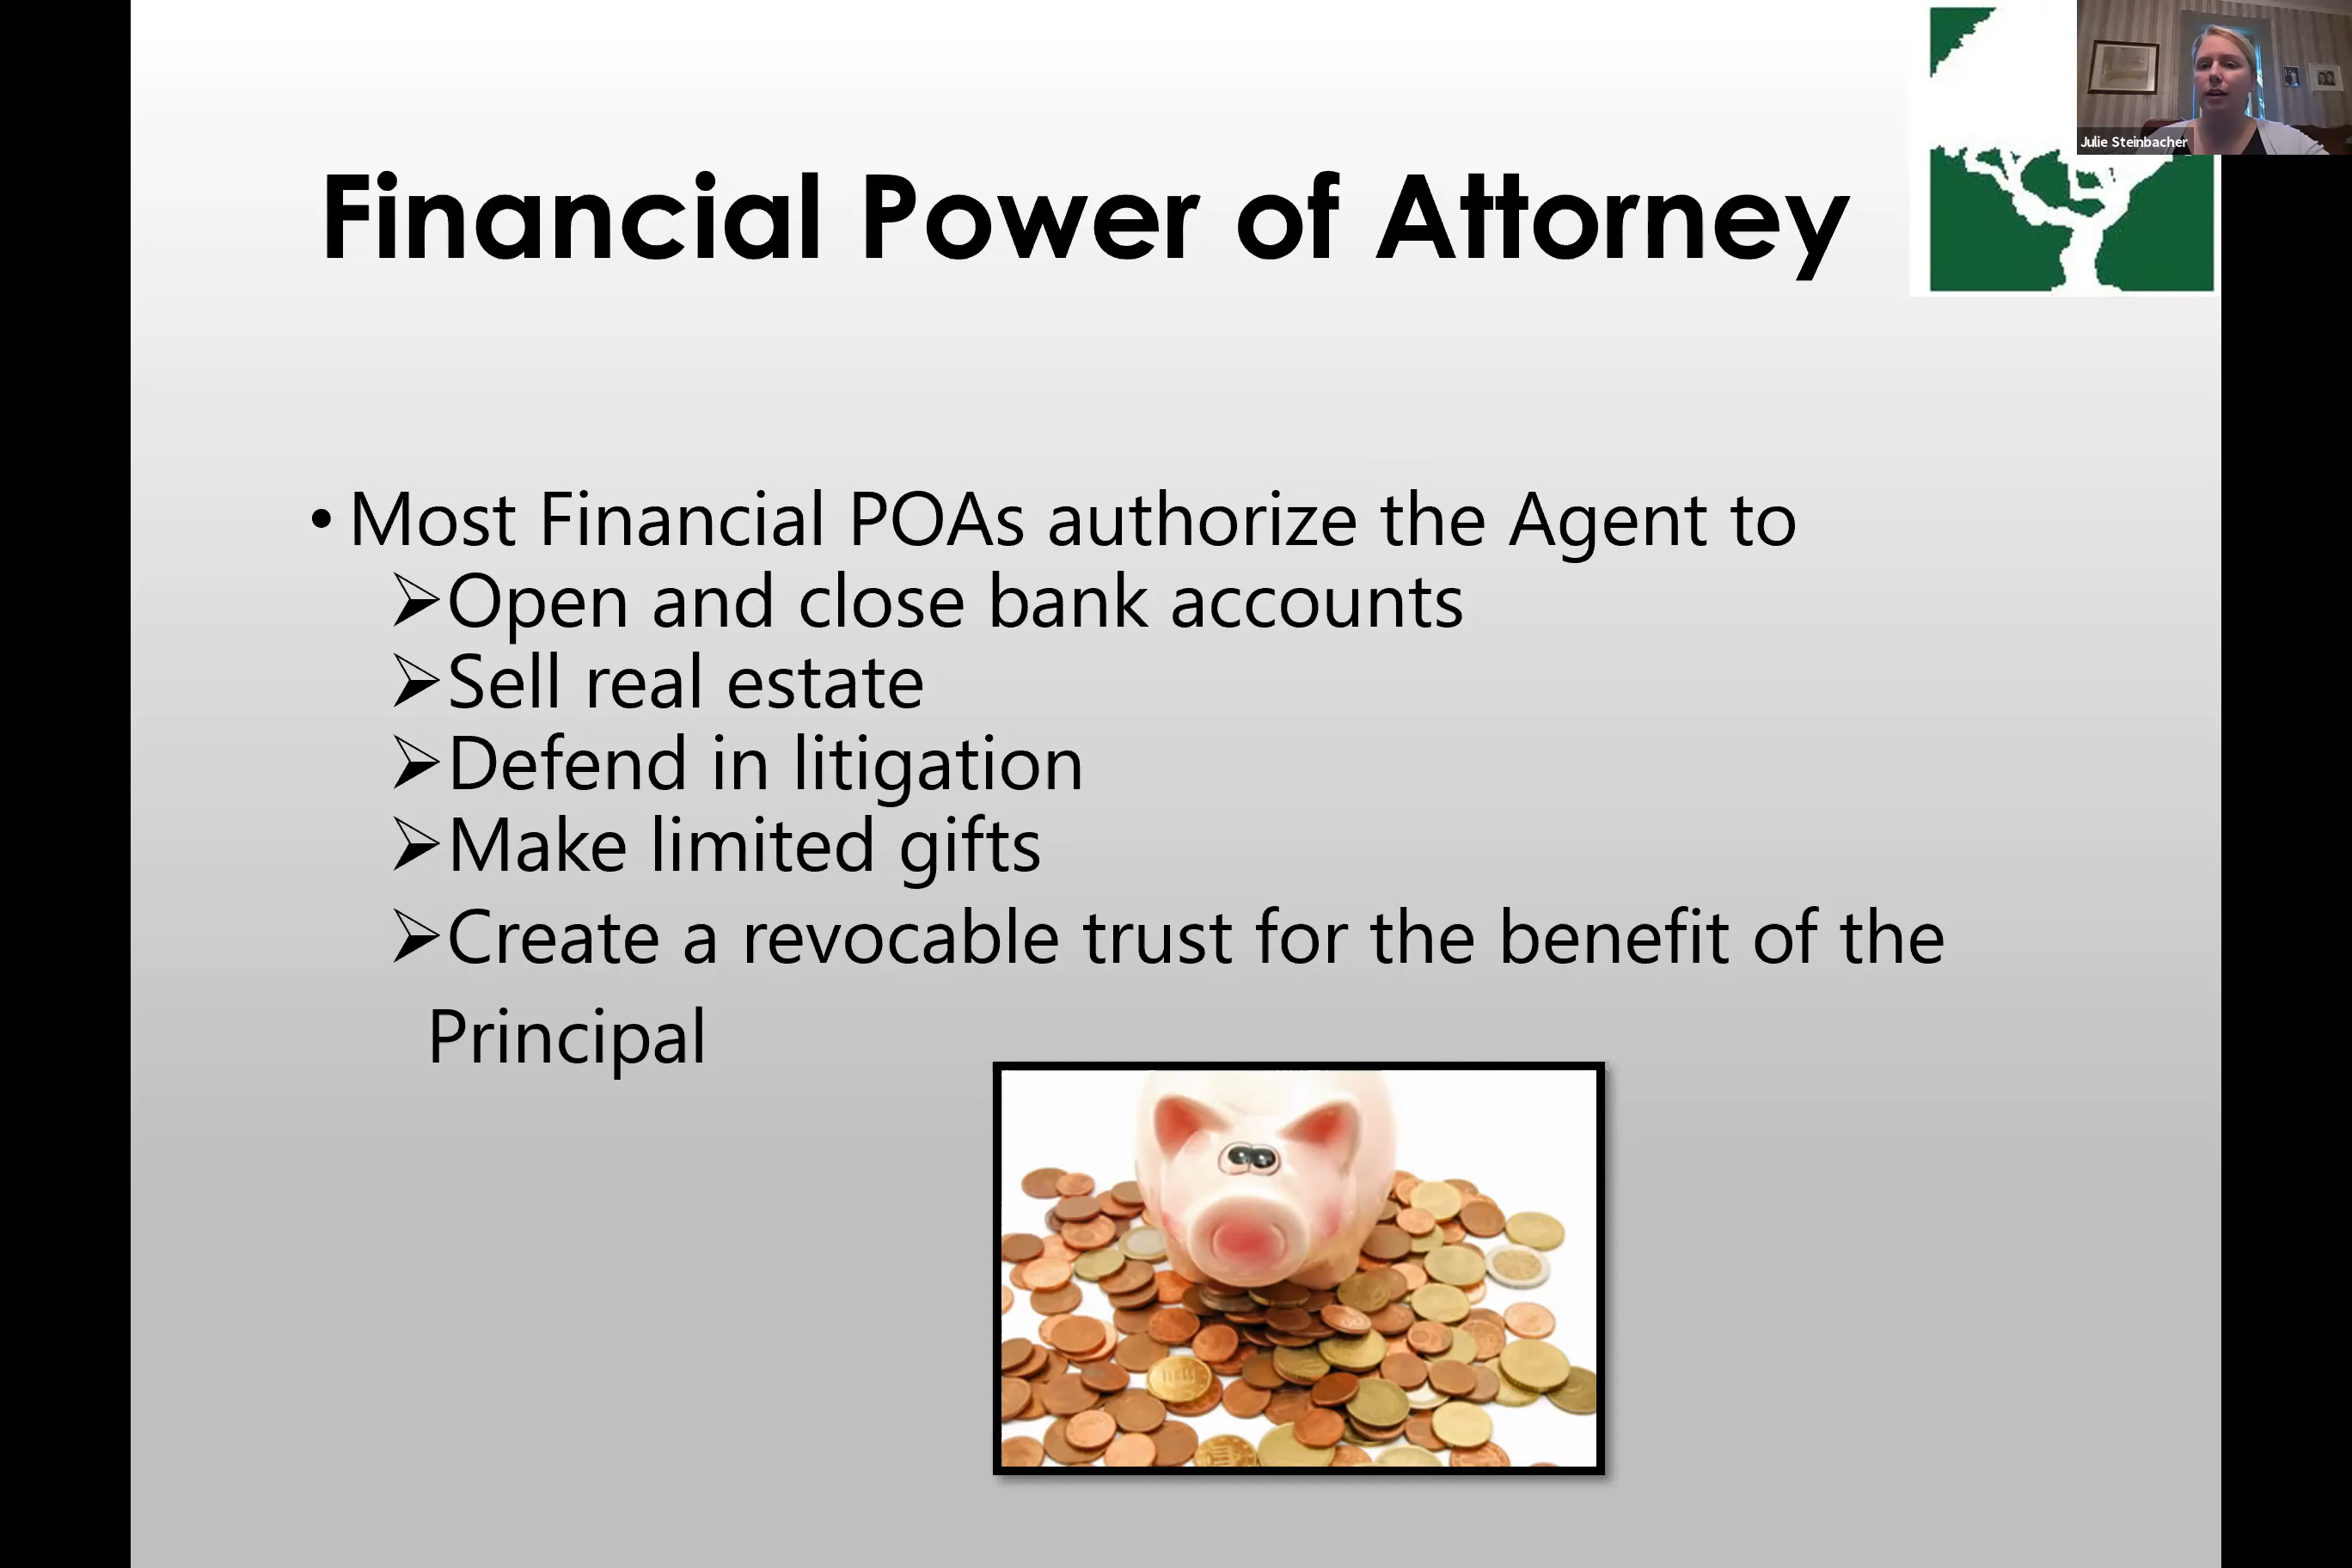 Julie Steinbacher
Financial Power of Attorney
• Most Financial POAs authorize the Agent to
➢Open and close bank accounts
➢Sell real estate
➢Defend in litigation
➢Make limited gifts
➢Create a revocable trust for the benefit of the
Principal